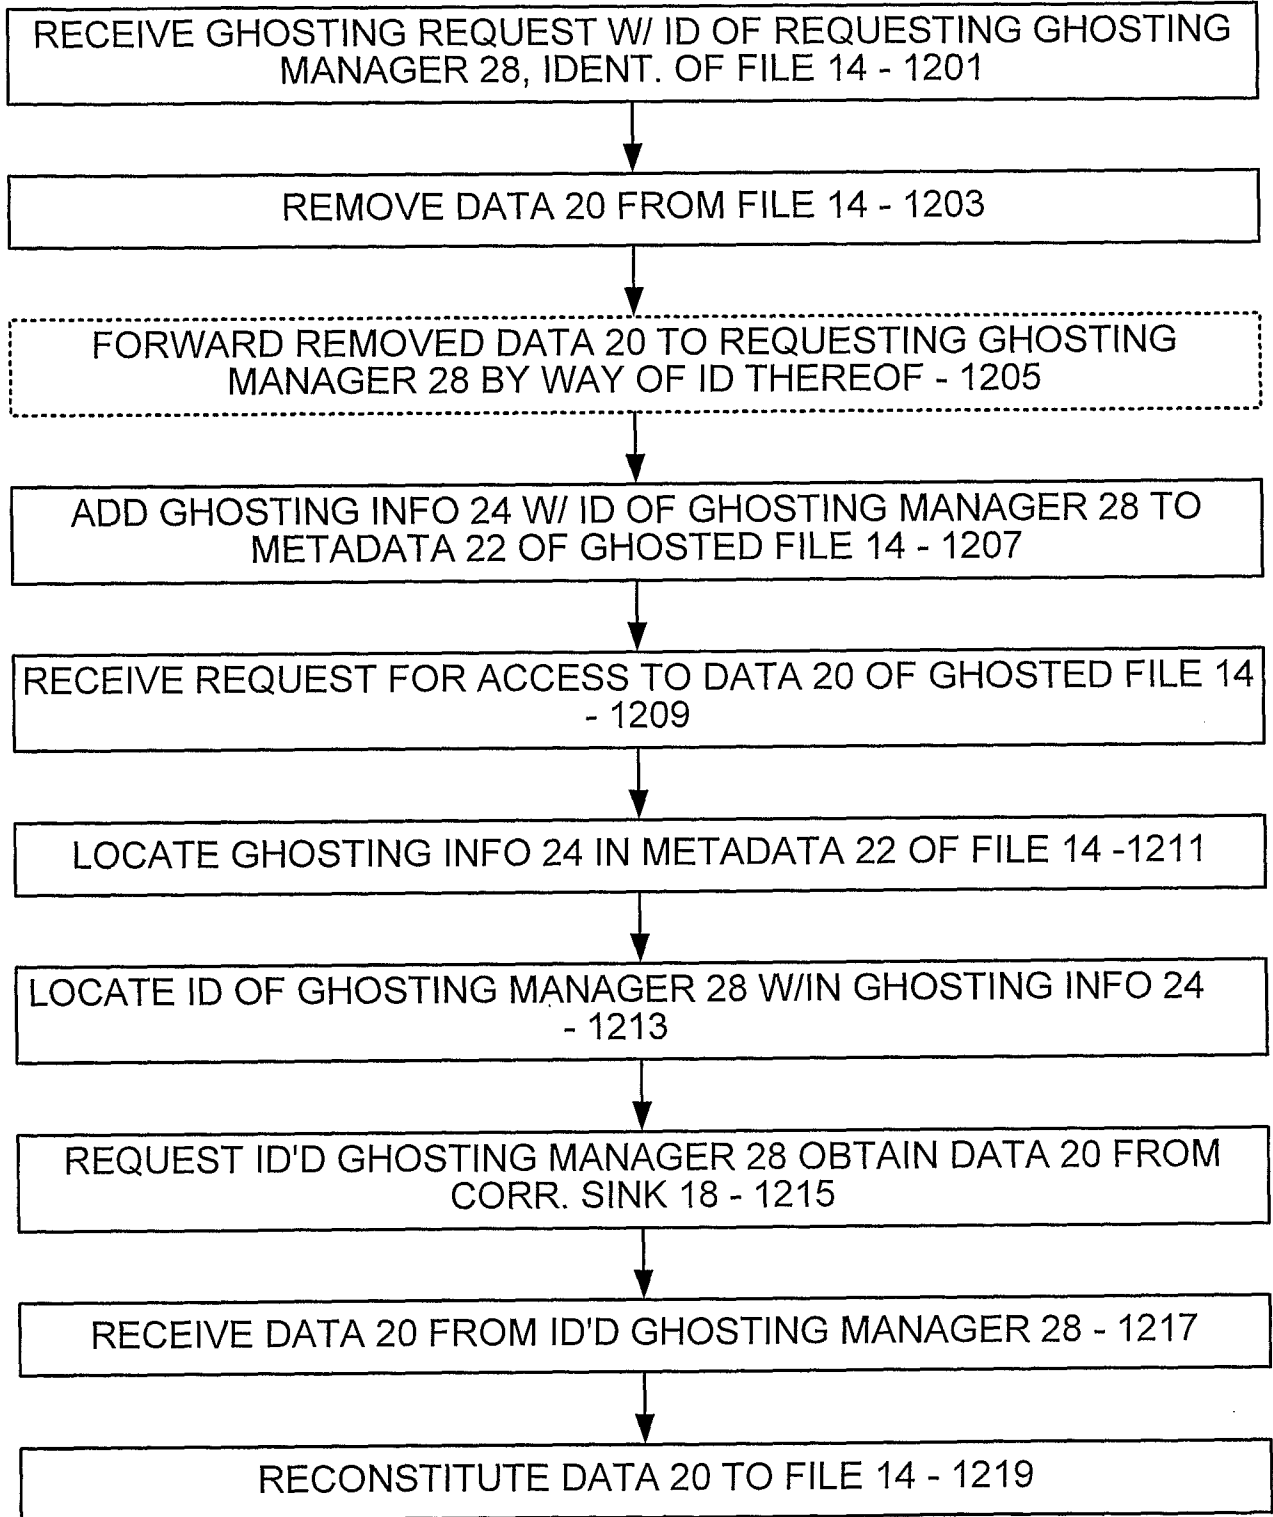 RECEIVE GHOSTING REQUEST W/ ID OF REQUESTING GHOSTING
MANAGER 28, IDENT. OF FILE 14 - 1201
REMOVE DATA 20 FROM FILE 14 - 1203
FORWARD REMOVED DATA 20 TO REQUESTING GHOSTING
MANAGER 28 BY WAY OF ID THEREOF - 1205
ADD GHOSTING INFO 24 W/ ID OF GHOSTING MANAGER 28 TO
METADATA 22 OF GHOSTED FILE 14 - 1207
RECEIVE REQUEST FOR ACCESS TO DATA 20 OF GHOSTED FILE 14
- 1209
LOCATE GHOSTING INFO 24 IN METADATA 22 OF FILE 14 -1211
LOCATE ID OF GHOSTING MANAGER 28 W/IN GHOSTING INFO 24
- 1213
REQUEST ID'D GHOSTING MANAGER 28 OBTAIN DATA 20 FROM
CORR. SINK 18 - 1215
RECEIVE DATA 20 FROM ID'D GHOSTING MANAGER 28 - 1217
RECONSTITUTE DATA 20 TO FILE 14 - 1219